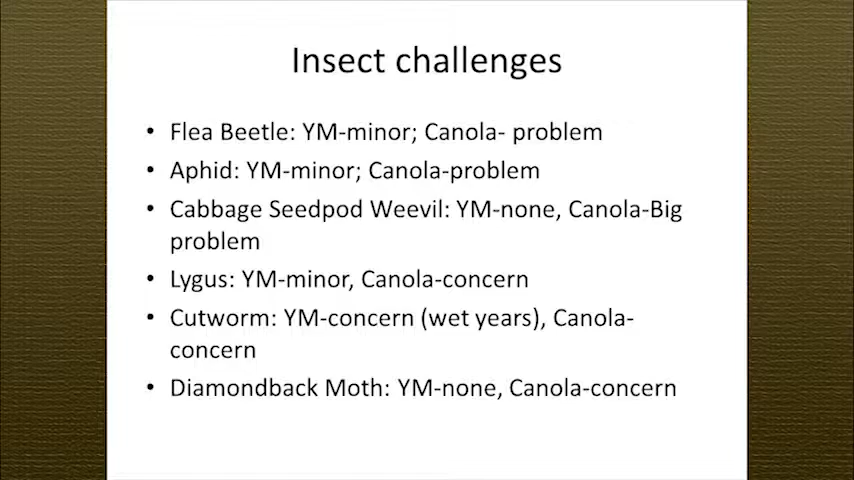 Insect challenges
• Flea Beetle: YM-minor; Canola- problem
• Aphid: YM-minor; Canola-problem
• Cabbage Seedpod Weevil: YM-none, Canola-Big
problem
• Lygus: YM-minor, Canola-concern
• Cutworm: YM-concern (wet years), Canola-
concern
• Diamondback Moth: YM-none, Canola-concern